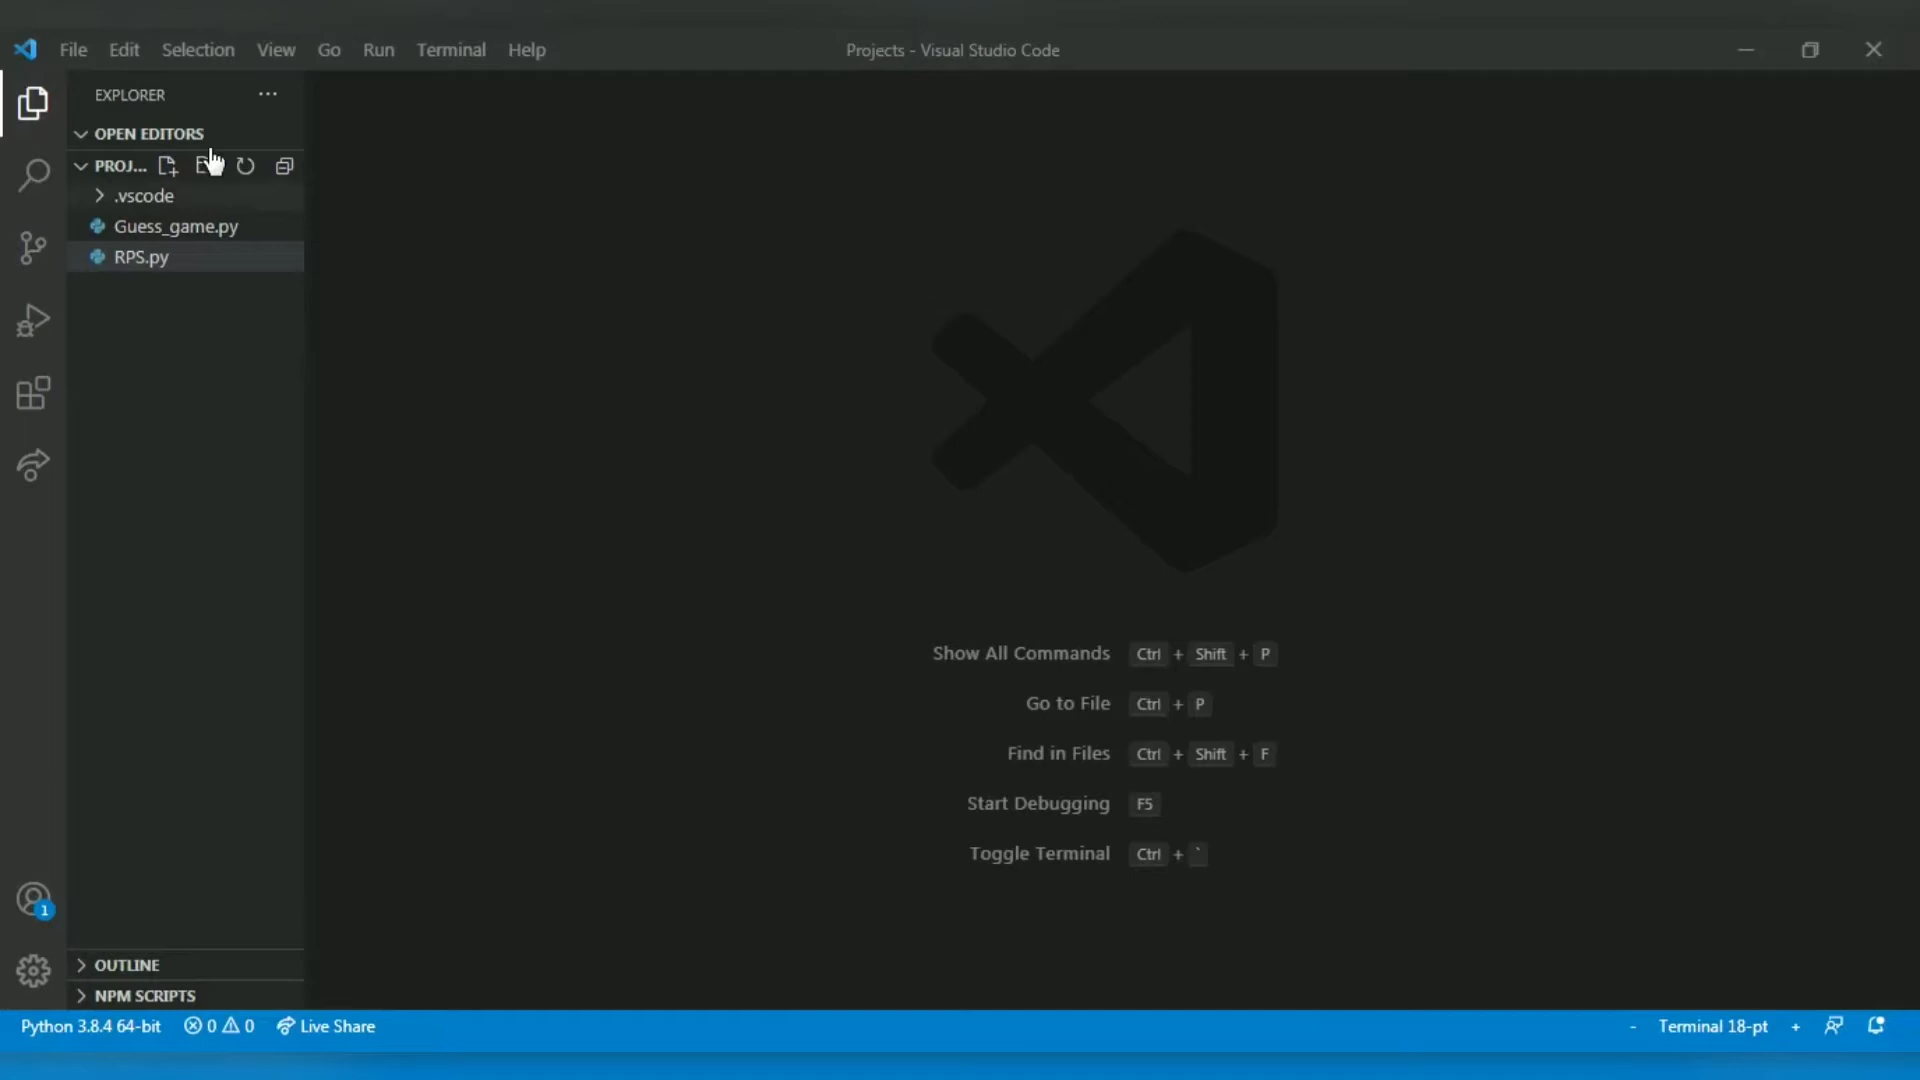 File Edit Selection View Go Run Terminal Help
Projects - Visual Studio Code
EXPLORER
OPEN EDITORS
PROJ...
.vscode
Guess_game.py
RPS.py
Show All Commands Ctrl + Shift + P
Go to File Ctrl + P
Find in Files Ctrl + Shift + F
Start Debugging F5
Toggle Terminal Ctrl + `
1
OUTLINE
NPM SCRIPTS
Python 3.8.4 64-bit 0 0 Live Share
- Terminal 18-pt +